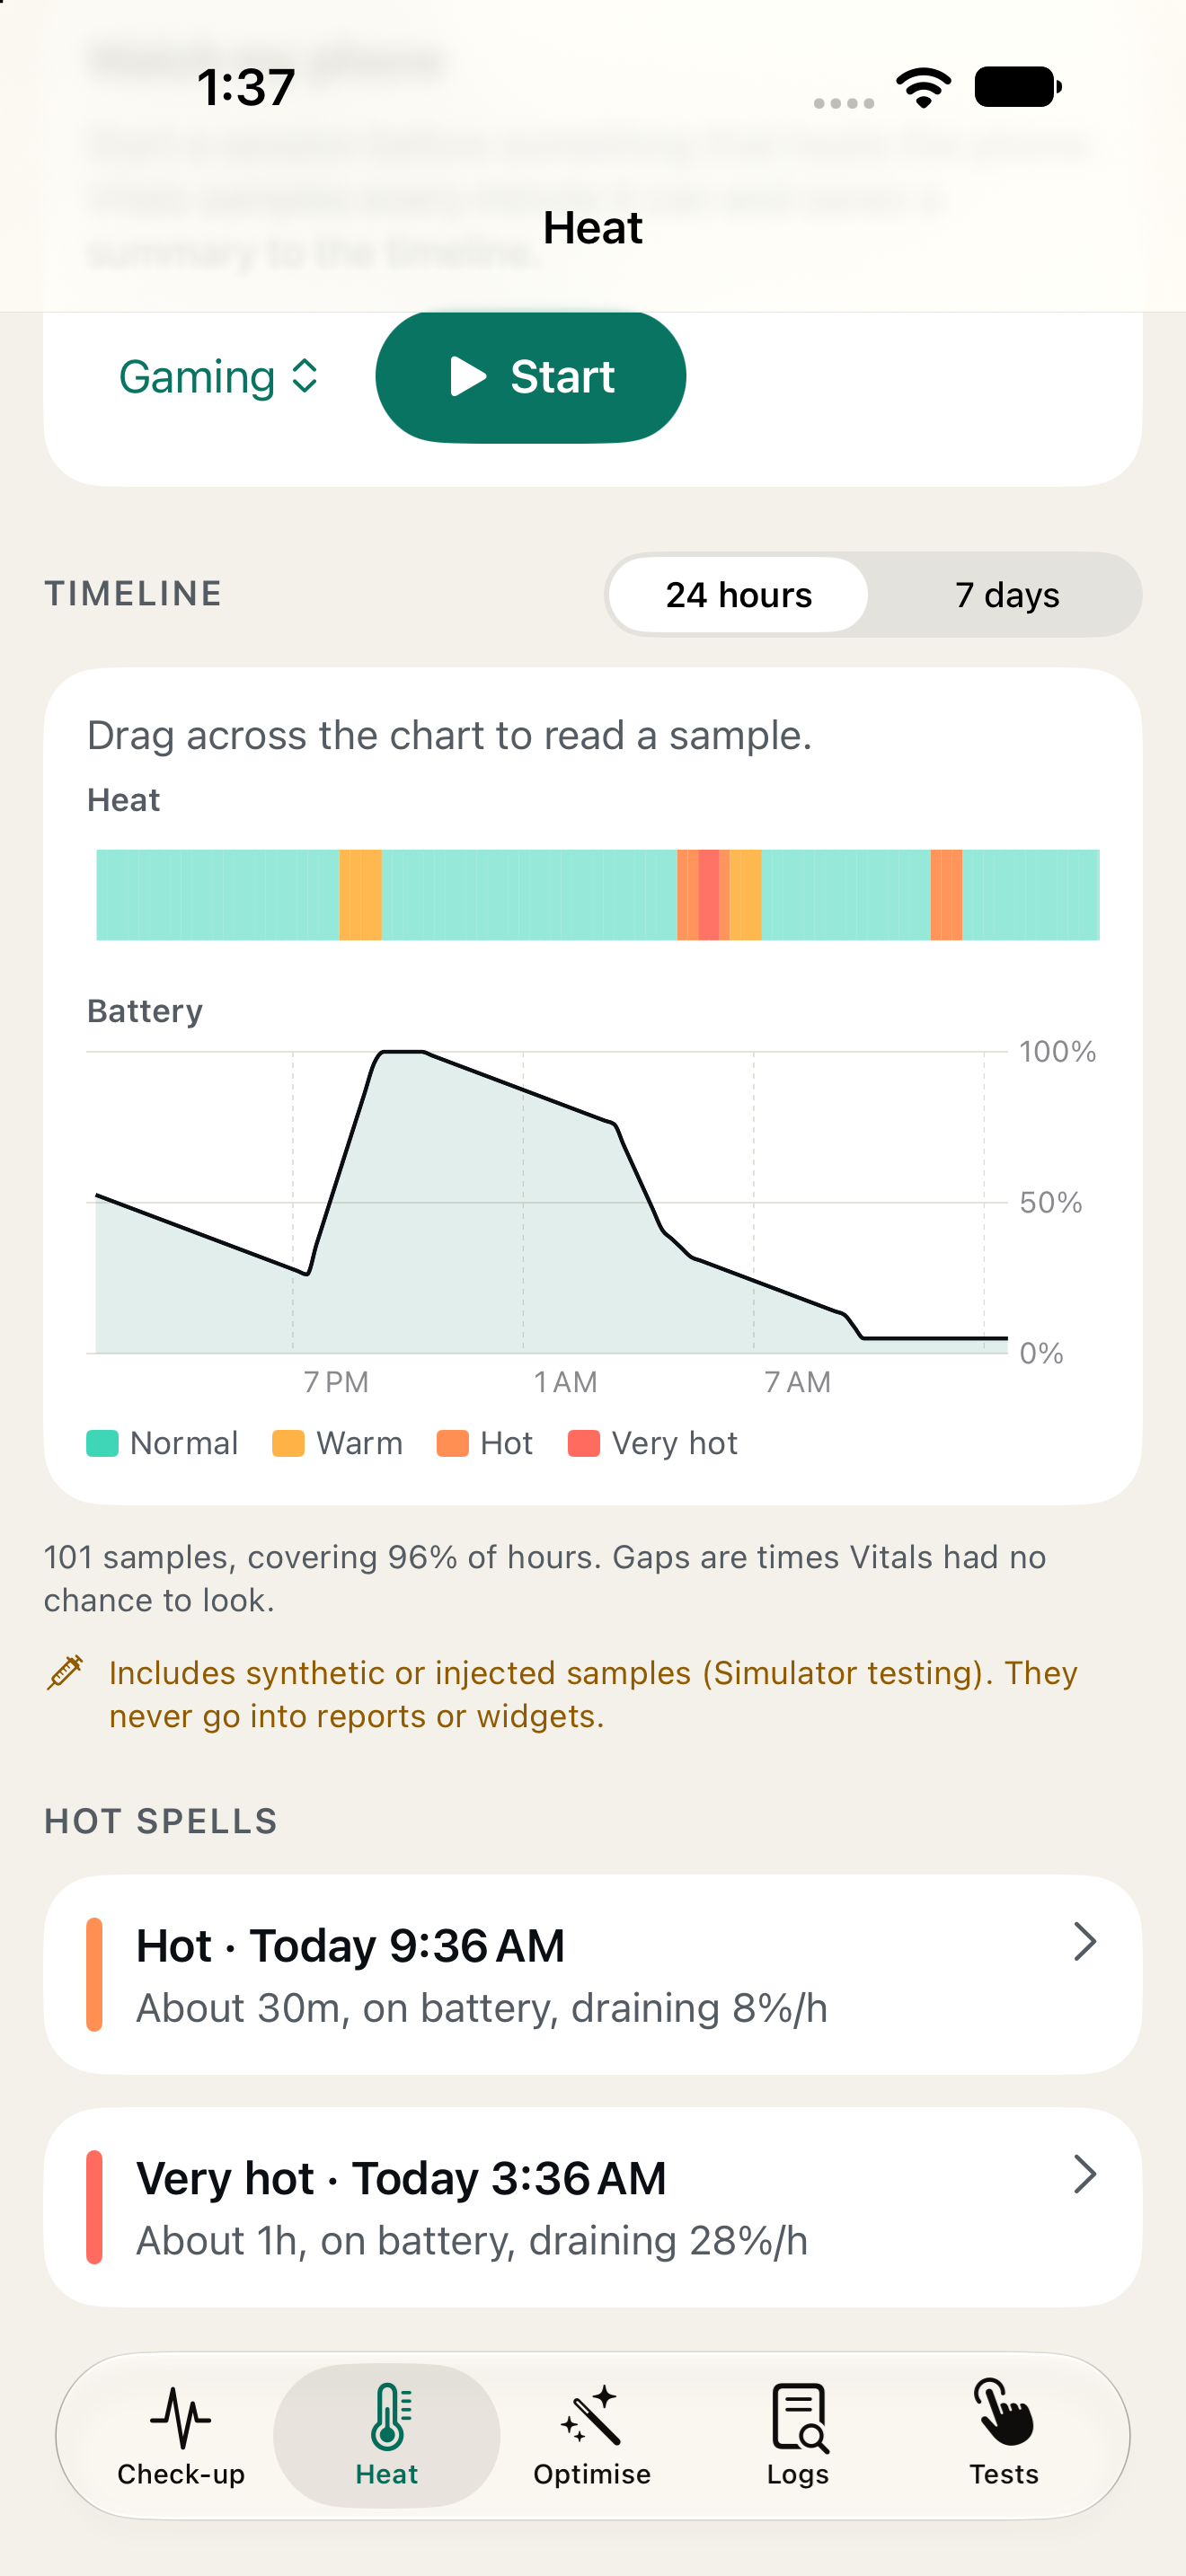 1:37
summary to the timeline.
Heat
Gaming
Start
TIMELINE
24 hours
7 days
Drag across the chart to read a sample.
Heat
Battery
100%
50%
0%
7 PM
1 AM
7 AM
Normal
Warm
Hot
Very hot
101 samples, covering 96% of hours. Gaps are times Vitals had no
chance to look.
Includes synthetic or injected samples (Simulator testing). They
never go into reports or widgets.
HOT SPELLS
Hot · Today 9:36 AM
About 30m, on battery, draining 8%/h
Very hot · Today 3:36 AM
About 1h, on battery, draining 28%/h
Check-up
Heat
Optimise
Logs
Tests